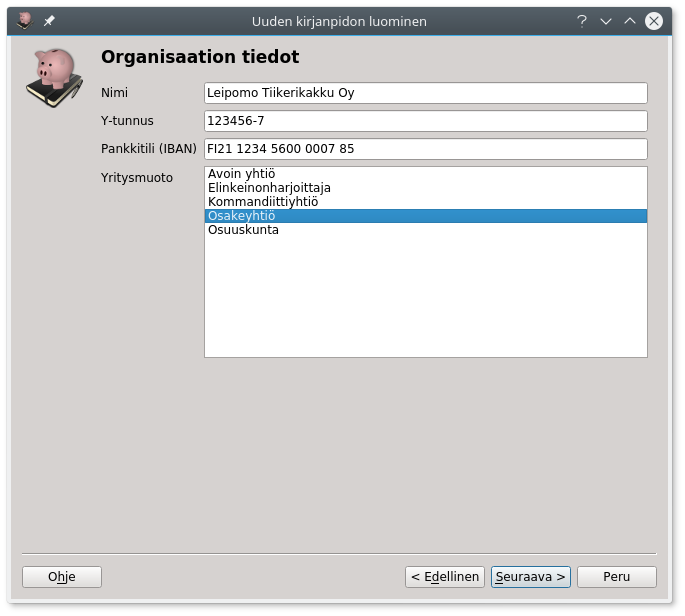 Uuden kirjanpidon luominen
Organisaation tiedot
Nimi Leipomo Tiikerikakku Oy
Y-tunnus 123456-7
Pankkitili (IBAN) FI21 1234 5600 0007 85
Yritysmuoto Avoin yhtiö
Elinkeinonharjoittaja
Kommandiittiyhtiö
Osakeyhtiö
Osuuskunta
Ohje < Edellinen Seuraava > Peru